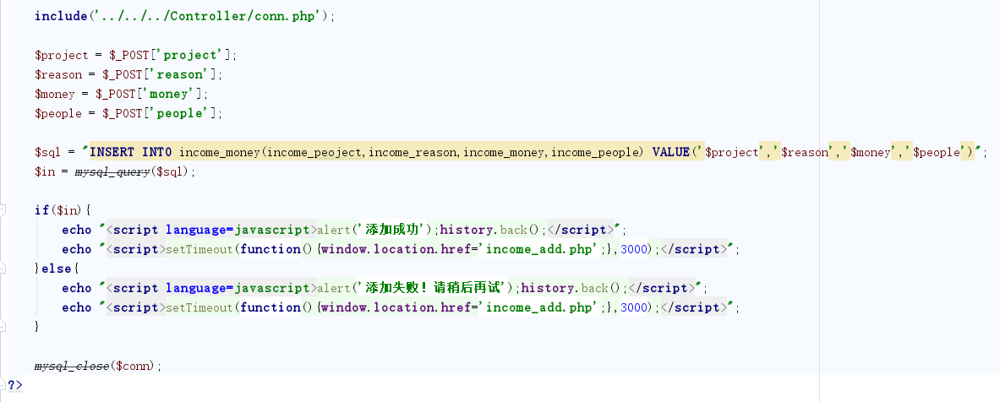 include('../../../Controller/conn.php');
$project = $_POST['project'];
$reason = $_POST['reason'];
$money = $_POST['money'];
$people = $_POST['people'];
$sql = "INSERT INTO income_money(income_peoject,income_reason,income_money,income_people) VALUE('$project','$reason','$money','$people')";
$in = mysql_query($sql);
if($in){
echo "<script language=javascript>alert('添加成功');history.back();</script>";
echo "<script>setTimeout(function(){window.location.href='income_add.php';},3000);</script>";
}else{
echo "<script language=javascript>alert('添加失败！请稍后再试');history.back();</script>";
echo "<script>setTimeout(function(){window.location.href='income_add.php';},3000);</script>";
}
mysql_close($conn);
?>